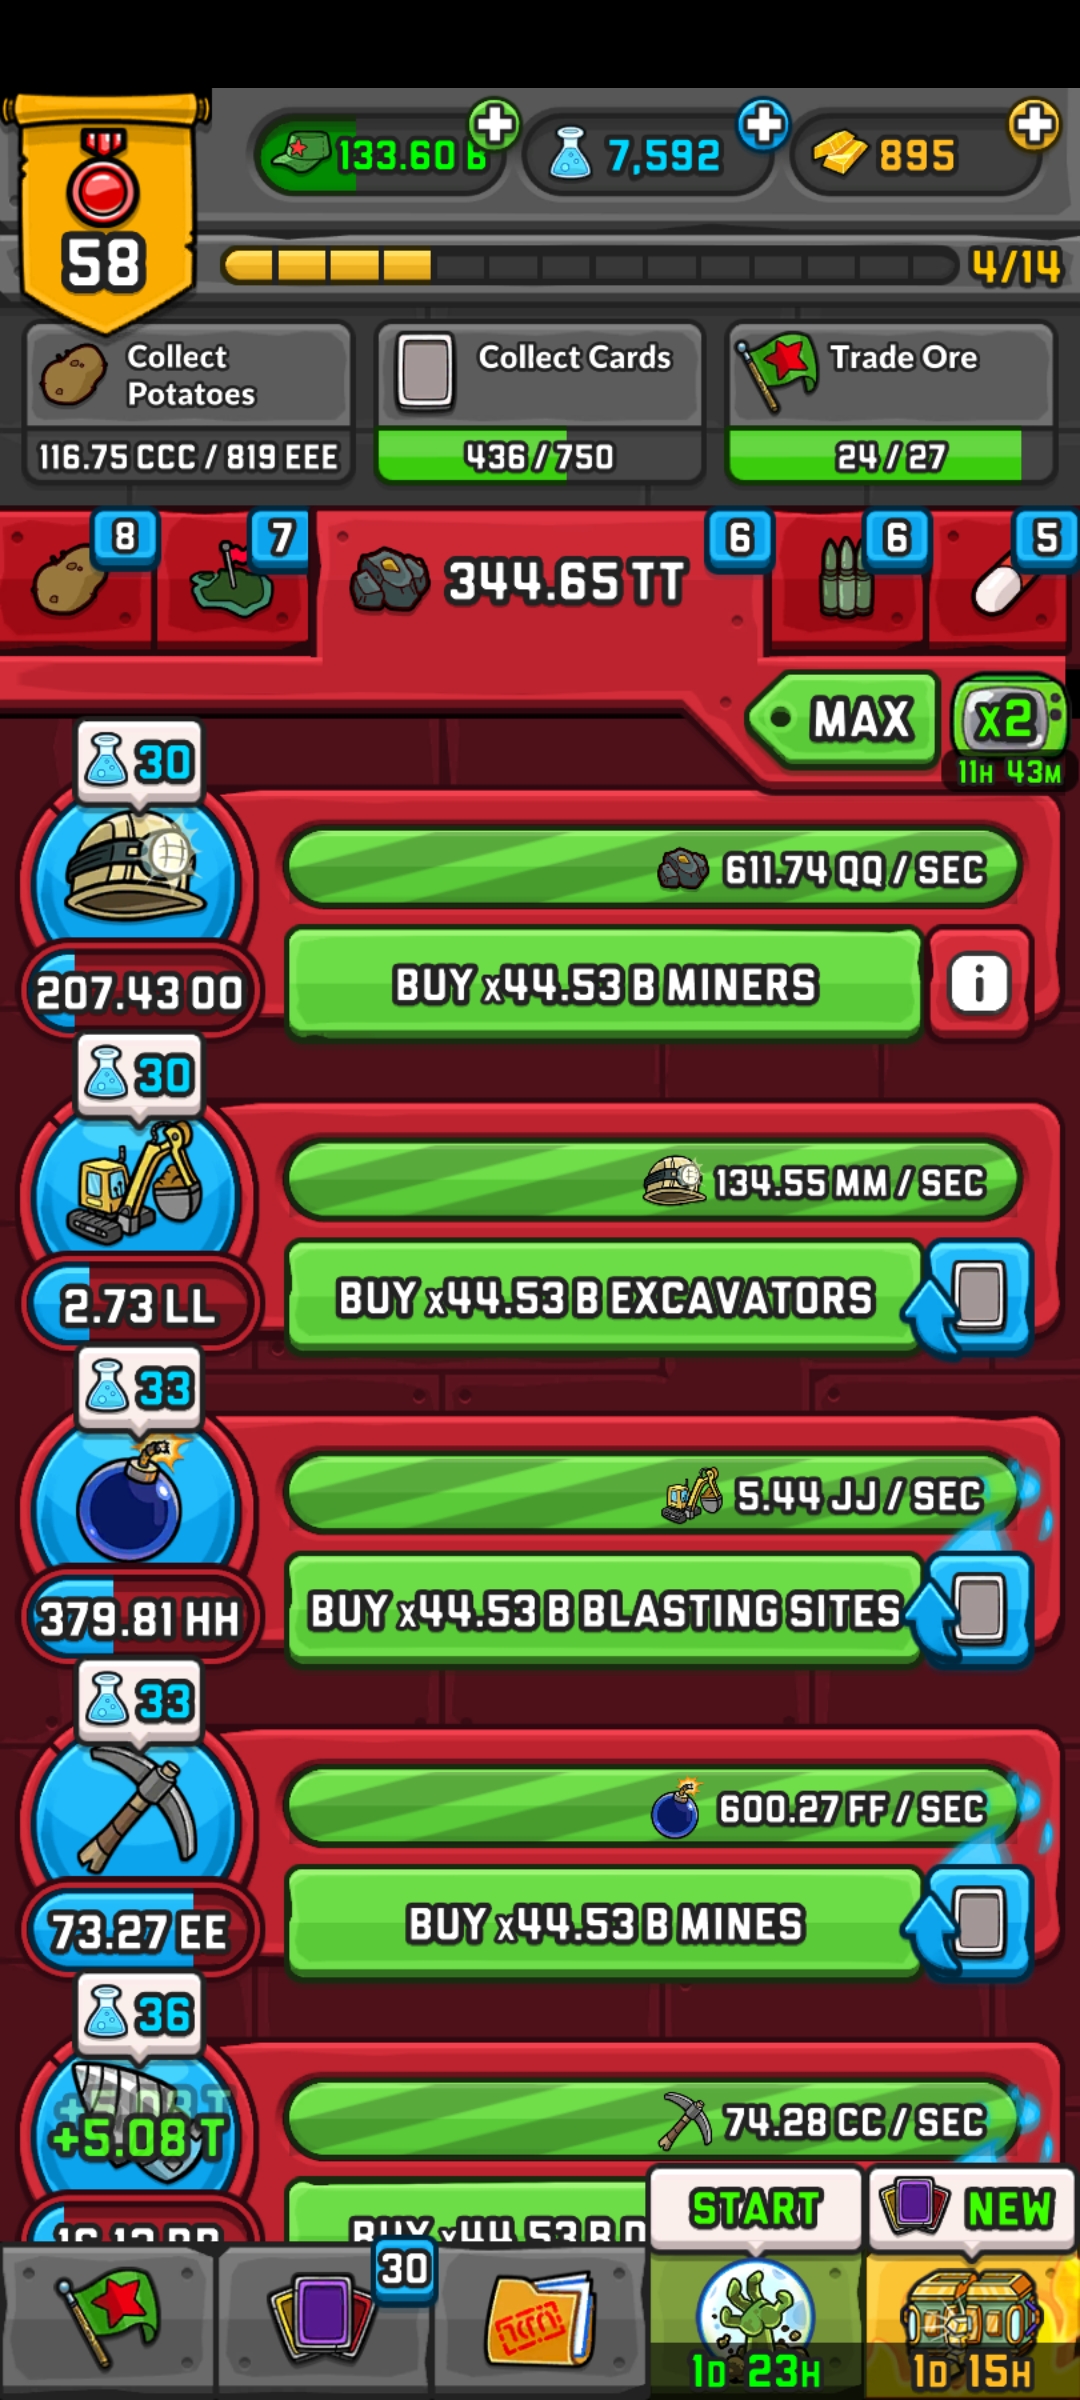 133.60 B
7,592
895
58
4/14
Collect Potatoes
116.75 CCC / 819 EEE
Collect Cards
436 / 750
Trade Ore
24 / 27
8
7
344.65 TT
6
6
5
MAX
x2
11H 43M
30
611.74 QQ / SEC
207.43 OO
BUY x44.53 B MINERS
i
30
134.55 MM / SEC
2.73 LL
BUY x44.53 B EXCAVATORS
33
5.44 JJ / SEC
379.81 HH
BUY x44.53 B BLASTING SITES
33
600.27 FF / SEC
73.27 EE
BUY x44.53 B MINES
36
+5.08 T
74.28 CC / SEC
BUY x44.53 B
START
NEW
30
1D 23H
1D 15H